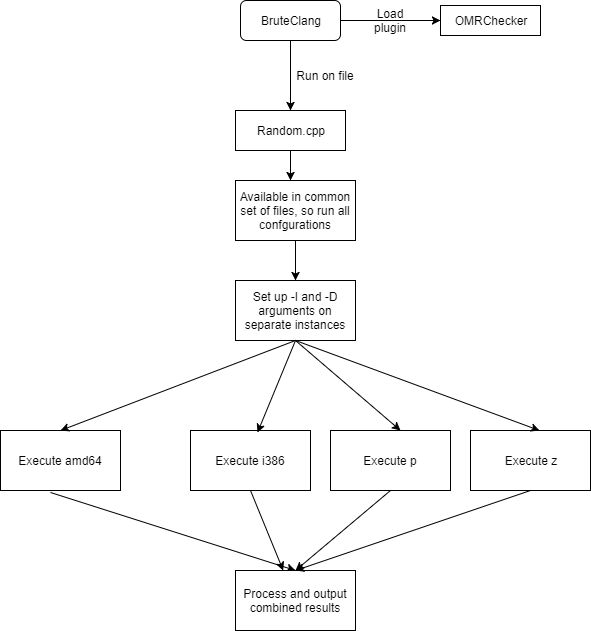 BruteClang
Load
plugin
OMRChecker
Run on file
Random.cpp
Available in common
set of files, so run all
confgurations
Set up -I and -D
arguments on
separate instances
Execute amd64
Execute i386
Execute p
Execute z
Process and output
combined results